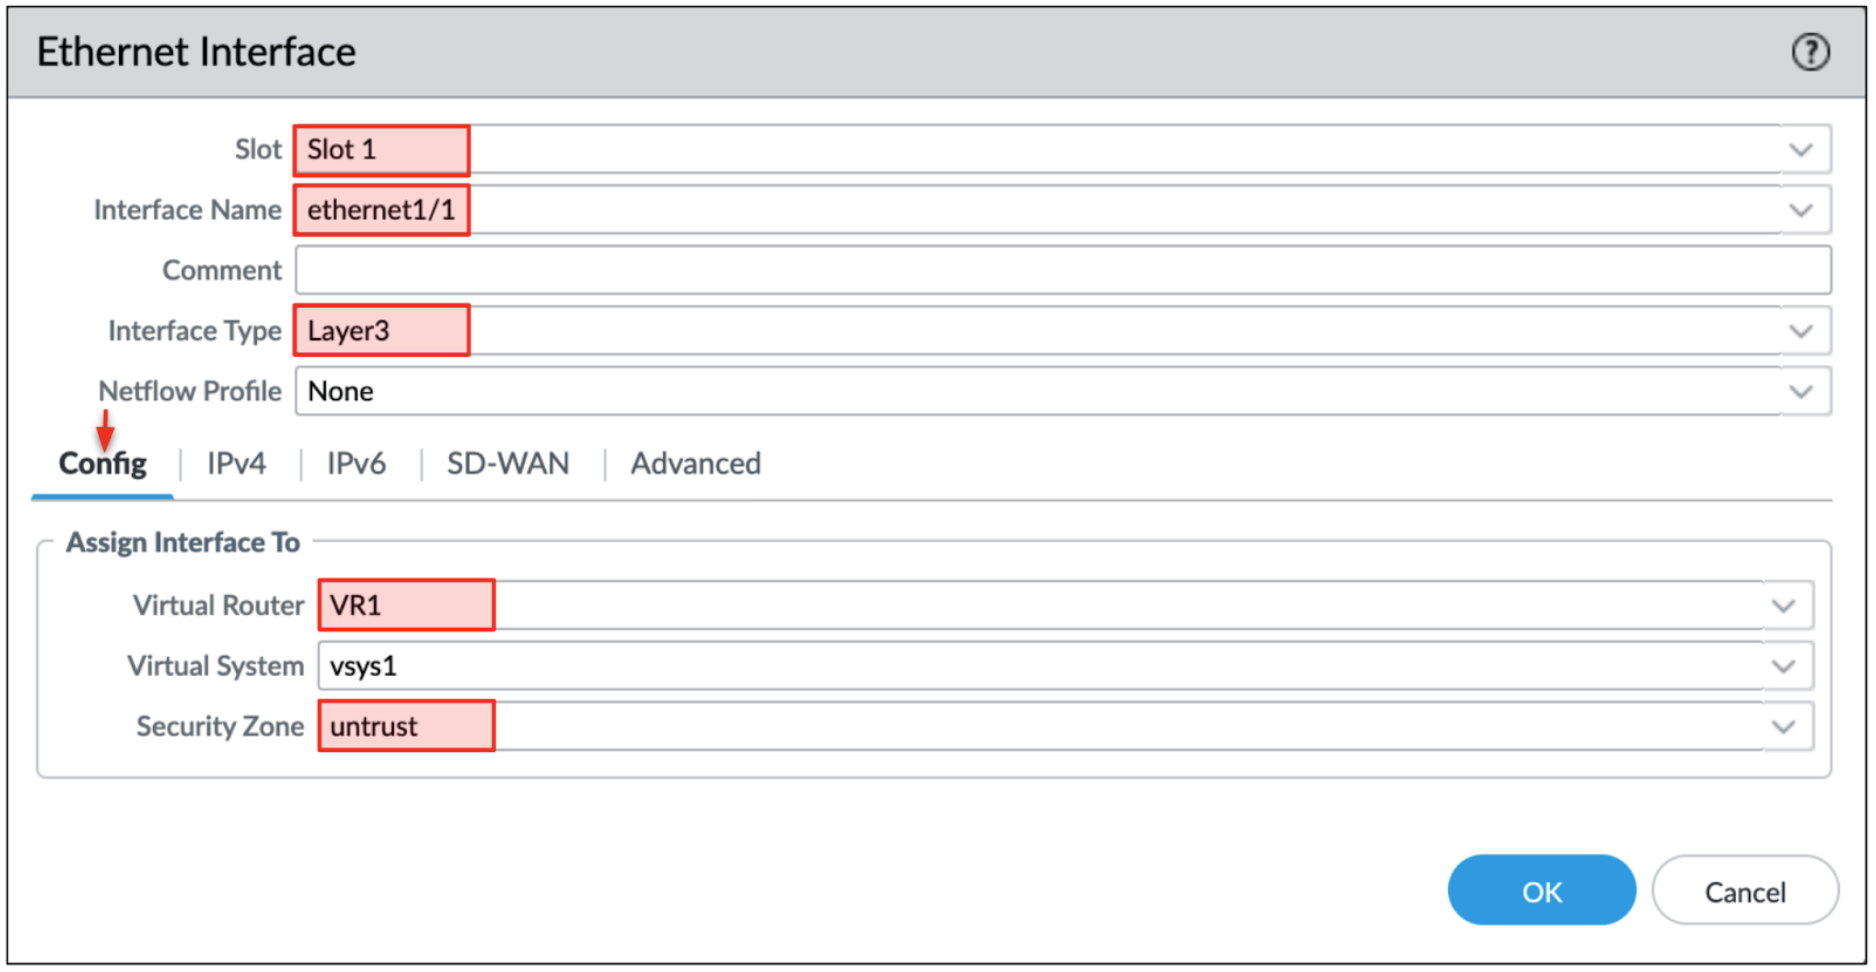 Ethernet Interface ?
Slot Slot 1
Interface Name ethernet1/1
Comment
Interface Type Layer3
Netflow Profile None
Config IPv4 IPv6 SD-WAN Advanced
Assign Interface To
Virtual Router VR1
Virtual System vsys1
Security Zone untrust
OK Cancel